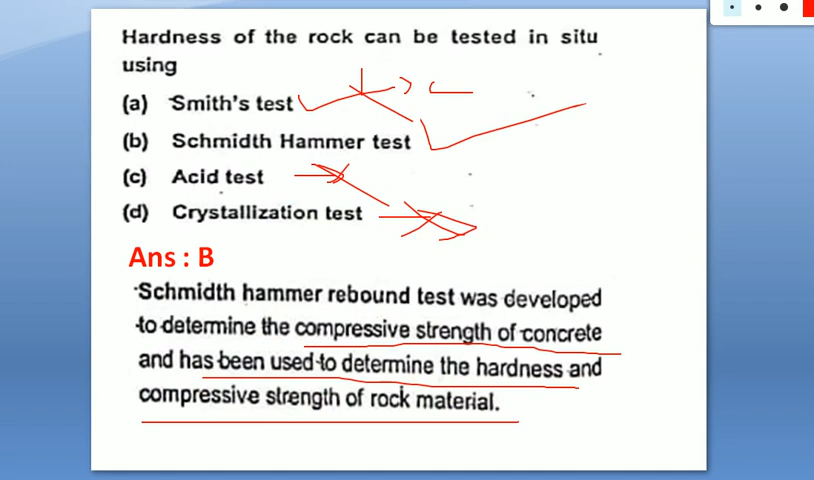 Hardness of the rock can be tested in situ
using
(a) Smith's test
(b) Schmidth Hammer test
(c) Acid test
(d) Crystallization test
Ans : B
Schmidth hammer rebound test was developed
to determine the compressive strength of concrete
and has been used to determine the hardness and
compressive strength of rock material.